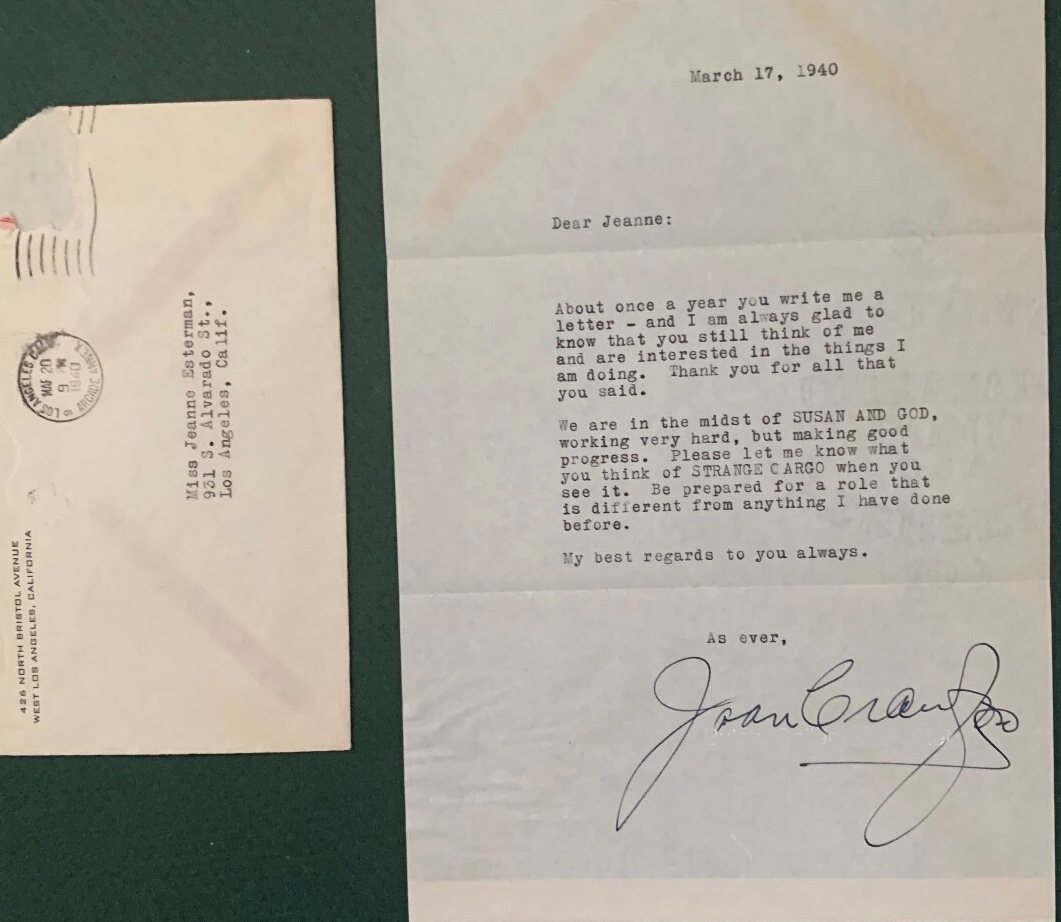 426 NORTH BRISTOL AVENUE
WEST LOS ANGELES, CALIFORNIA
LOS ANGELES CALIF.
ARCADE ANNEX
MAR 20
9 PM
1940
Miss Jeanne Esterman,
931 S. Alvarado St.,
Los Angeles, Calif.
March 17, 1940
Dear Jeanne:
About once a year you write me a
letter - and I am always glad to
know that you still think of me
and are interested in the things I
am doing. Thank you for all that
you said.
We are in the midst of SUSAN AND GOD,
working very hard, but making good
progress. Please let me know what
you think of STRANGE CARGO when you
see it. Be prepared for a role that
is different from anything I have done
before.
My best regards to you always.
As ever,
Joan Crawford